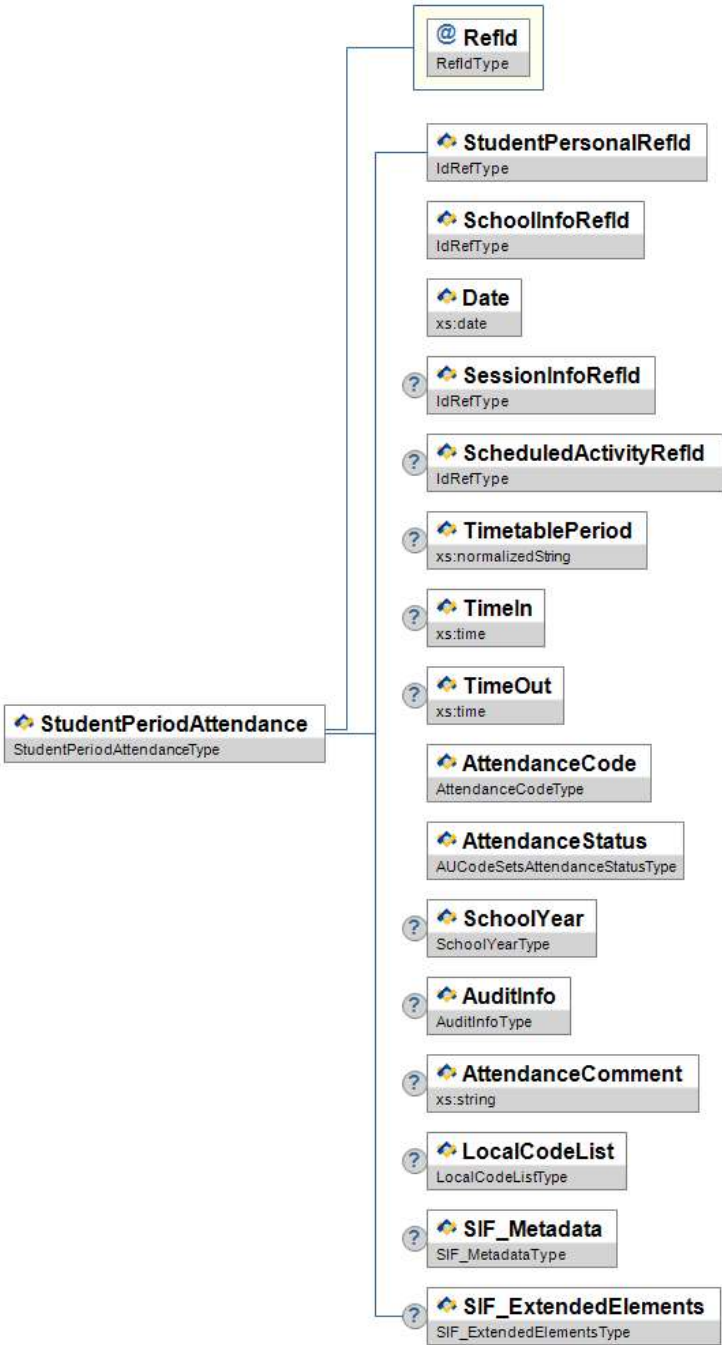 @ RefId
RefIdType
StudentPersonalRefId
IdRefType
SchoolInfoRefId
IdRefType
Date
xs:date
? SessionInfoRefId
IdRefType
? ScheduledActivityRefId
IdRefType
? TimetablePeriod
xs:normalizedString
? TimeIn
xs:time
? TimeOut
xs:time
StudentPeriodAttendance
StudentPeriodAttendanceType
AttendanceCode
AttendanceCodeType
AttendanceStatus
AUCodeSetsAttendanceStatusType
? SchoolYear
SchoolYearType
? AuditInfo
AuditInfoType
? AttendanceComment
xs:string
? LocalCodeList
LocalCodeListType
? SIF_Metadata
SIF_MetadataType
? SIF_ExtendedElements
SIF_ExtendedElementsType